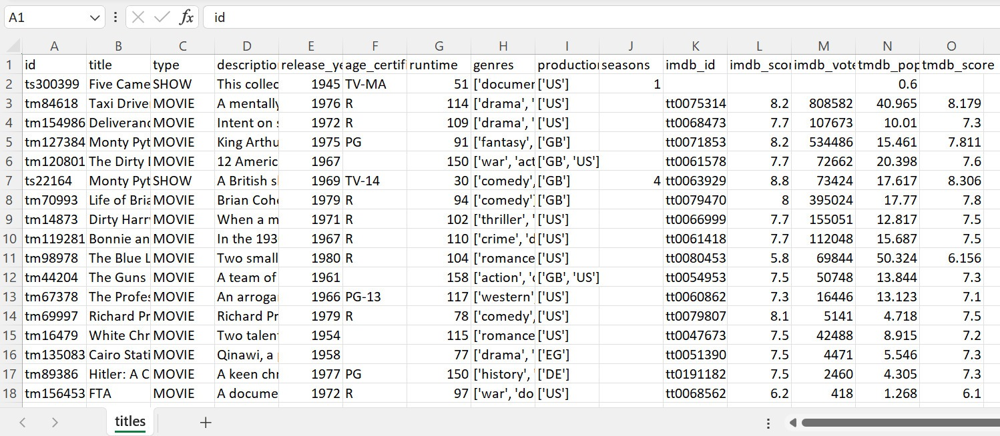 A1 fx id
A B C D E F G H I J K L M N O
1 id title type descriptio release_ye age_certifi runtime genres production seasons imdb_id imdb_scor imdb_vote tmdb_pop tmdb_score
2 ts300399 Five Came SHOW This collec 1945 TV-MA 51 ['documen ['US'] 1 0.6
3 tm84618 Taxi Drive MOVIE A mentally 1976 R 114 ['drama', ' ['US'] tt0075314 8.2 808582 40.965 8.179
4 tm154986 Deliveranc MOVIE Intent on s 1972 R 109 ['drama', ' ['US'] tt0068473 7.7 107673 10.01 7.3
5 tm127384 Monty Pyt MOVIE King Arthu 1975 PG 91 ['fantasy', ['GB'] tt0071853 8.2 534486 15.461 7.811
6 tm120801 The Dirty MOVIE 12 Americ 1967 150 ['war', 'act ['GB', 'US'] tt0061578 7.7 72662 20.398 7.6
7 ts22164 Monty Pyt SHOW A British s 1969 TV-14 30 ['comedy', ['GB'] 4 tt0063929 8.8 73424 17.617 8.306
8 tm70993 Life of Bria MOVIE Brian Coh 1979 R 94 ['comedy'] ['GB'] tt0079470 8 395024 17.77 7.8
9 tm14873 Dirty Harr MOVIE When a m 1971 R 102 ['thriller', ' ['US'] tt0066999 7.7 155051 12.817 7.5
10 tm119281 Bonnie an MOVIE In the 193 1967 R 110 ['crime', 'd ['US'] tt0061418 7.7 112048 15.687 7.5
11 tm98978 The Blue L MOVIE Two small 1980 R 104 ['romance ['US'] tt0080453 5.8 69844 50.324 6.156
12 tm44204 The Guns MOVIE A team of 1961 158 ['action', 'd ['GB', 'US'] tt0054953 7.5 50748 13.844 7.3
13 tm67378 The Profes MOVIE An arroga 1966 PG-13 117 ['western' ['US'] tt0060862 7.3 16446 13.123 7.1
14 tm69997 Richard Pr MOVIE Richard Pr 1979 R 78 ['comedy', ['US'] tt0079807 8.1 5141 4.718 7.5
15 tm16479 White Chr MOVIE Two talen 1954 115 ['romance ['US'] tt0047673 7.5 42488 8.915 7.2
16 tm135083 Cairo Stati MOVIE Qinawi, a 1958 77 ['drama', ' ['EG'] tt0051390 7.5 4471 5.546 7.3
17 tm89386 Hitler: A C MOVIE A keen chr 1977 PG 150 ['history', ['DE'] tt0191182 7.5 2460 4.305 7.3
18 tm156453 FTA MOVIE A docume 1972 R 97 ['war', 'do ['US'] tt0068562 6.2 418 1.268 6.1
titles